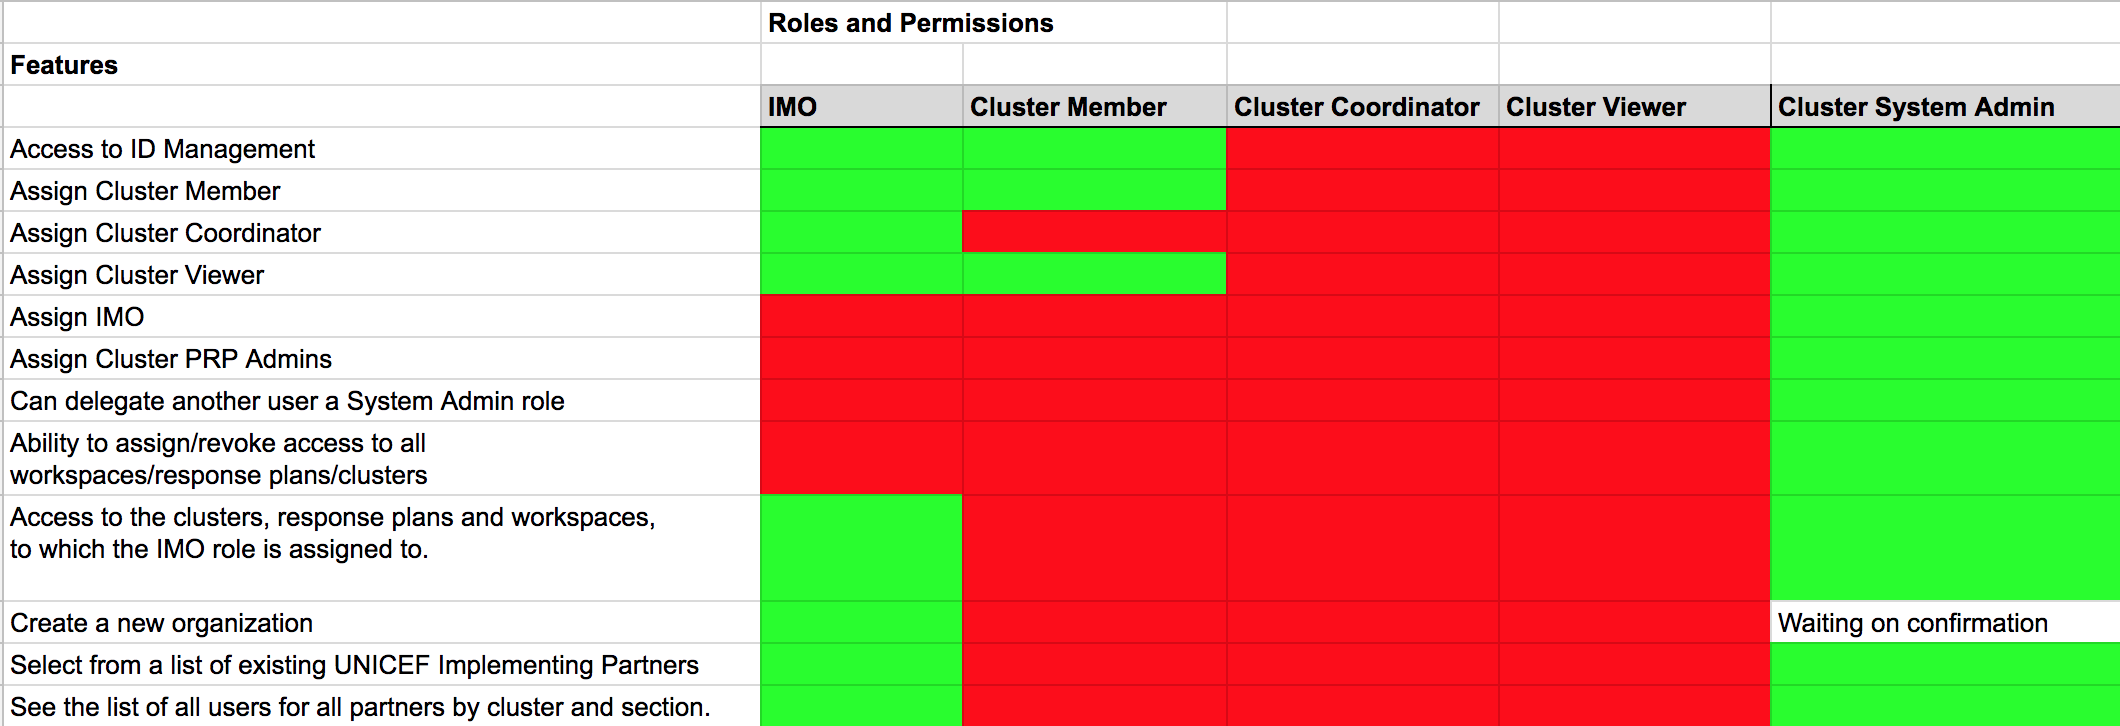 Roles and Permissions
Features
IMO Cluster Member Cluster Coordinator Cluster Viewer Cluster System Admin
Access to ID Management
Assign Cluster Member
Assign Cluster Coordinator
Assign Cluster Viewer
Assign IMO
Assign Cluster PRP Admins
Can delegate another user a System Admin role
Ability to assign/revoke access to all
workspaces/response plans/clusters
Access to the clusters, response plans and workspaces,
to which the IMO role is assigned to.
Create a new organization Waiting on confirmation
Select from a list of existing UNICEF Implementing Partners
See the list of all users for all partners by cluster and section.